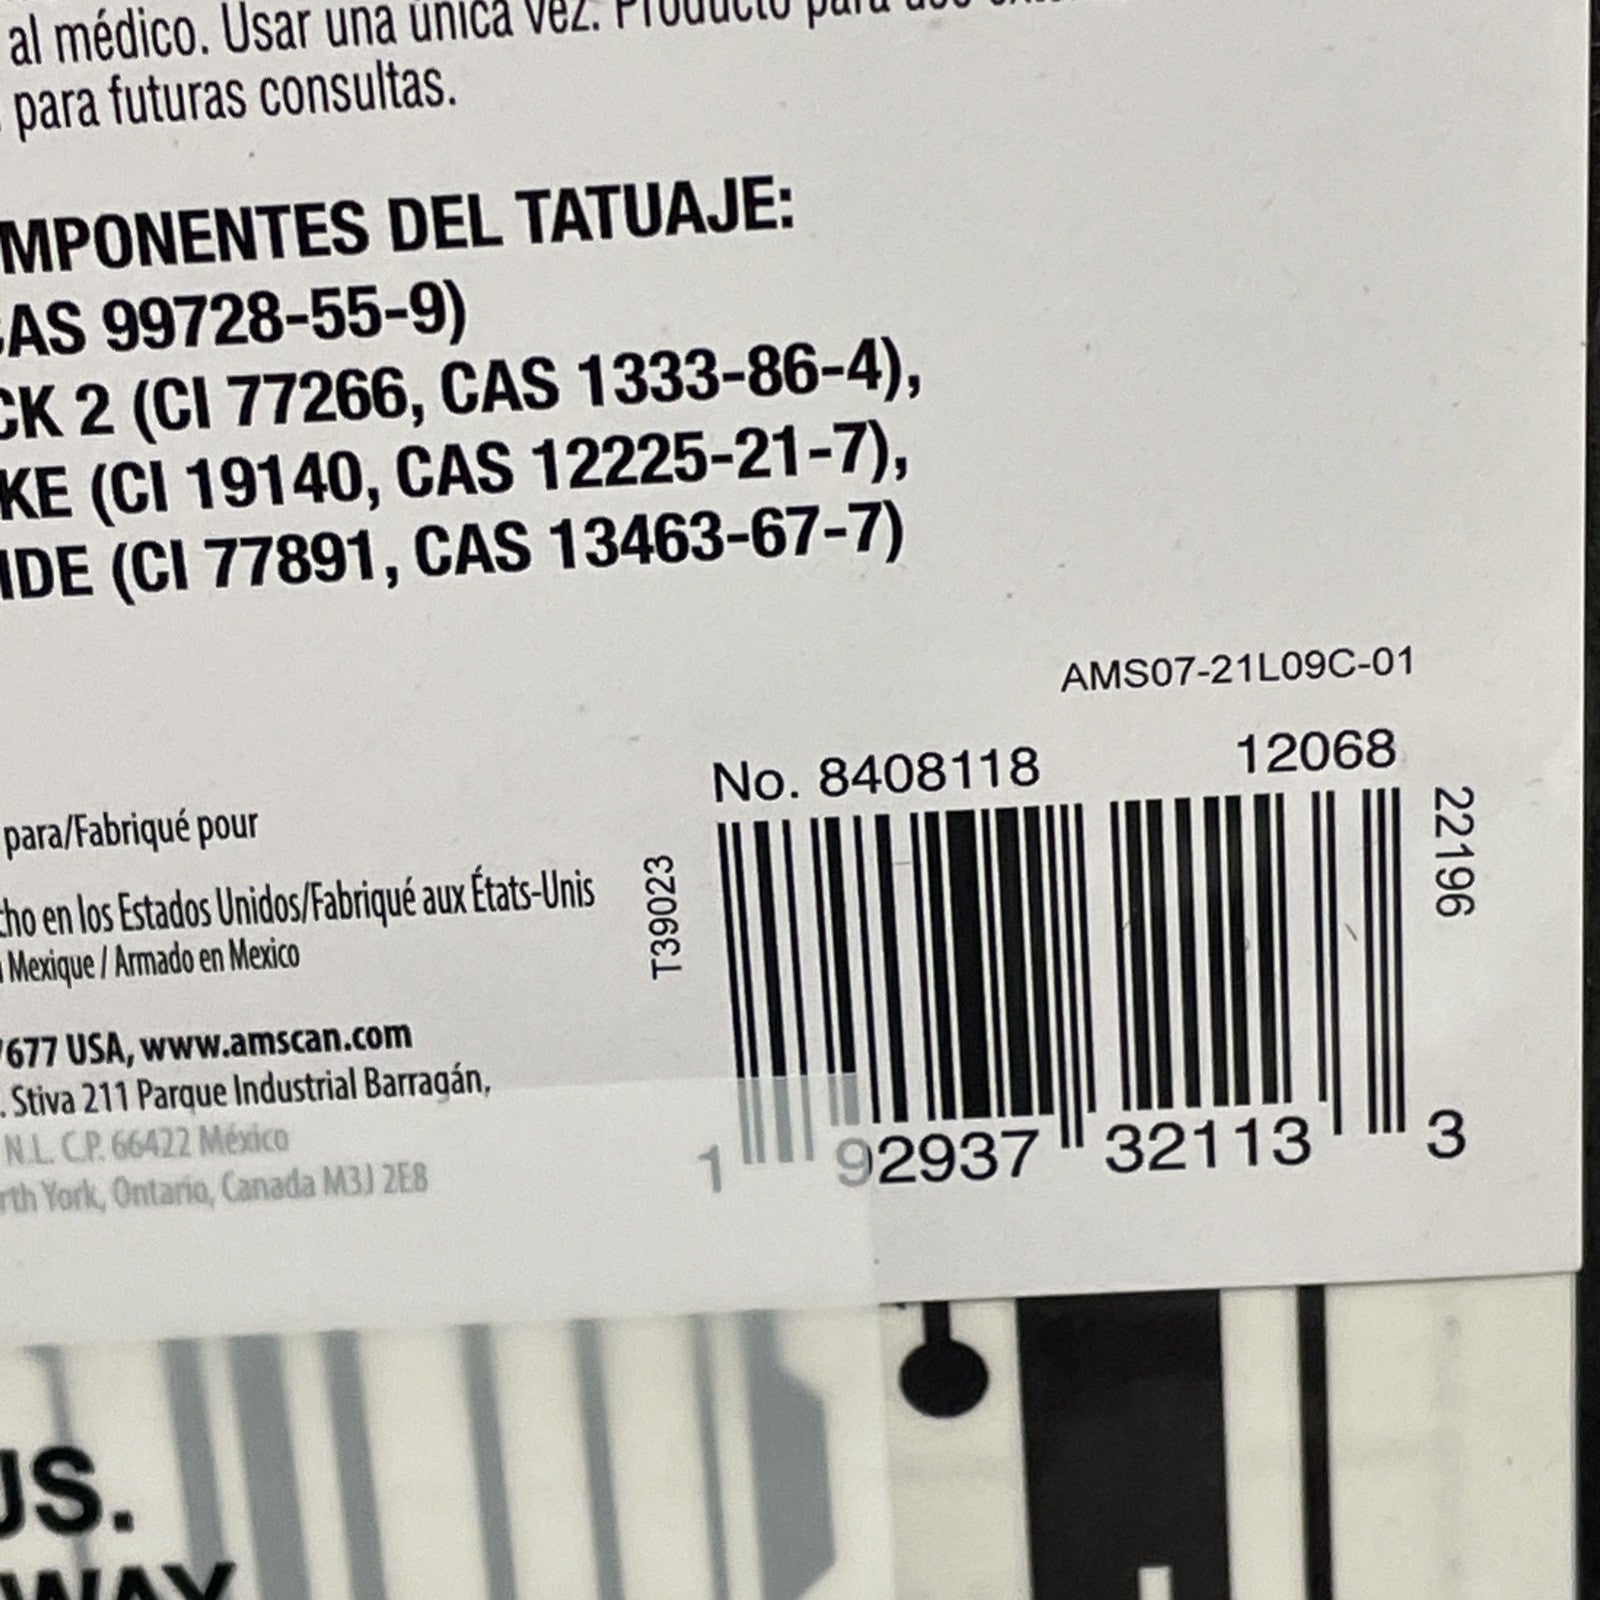 al médico. Usar una única vez. Producto para uso
para futuras consultas.
MPONENTES DEL TATUAJE:
CAS 99728-55-9)
CK 2 (CI 77266, CAS 1333-86-4),
KE (CI 19140, CAS 12225-21-7),
IDE (CI 77891, CAS 13463-67-7)
AMS07-21L09C-01
No. 8408118 12068
22196
T39023
para/Fabriqué pour
cho en los Estados Unidos/Fabriqué aux États-Unis
Mexique / Armado en Mexico
7677 USA, www.amscan.com
. Stiva 211 Parque Industrial Barragán,
N.L. C.P. 66422 México
rth York, Ontario, Canada M3J 2E8
1 92937 32113 3
US.
WAY